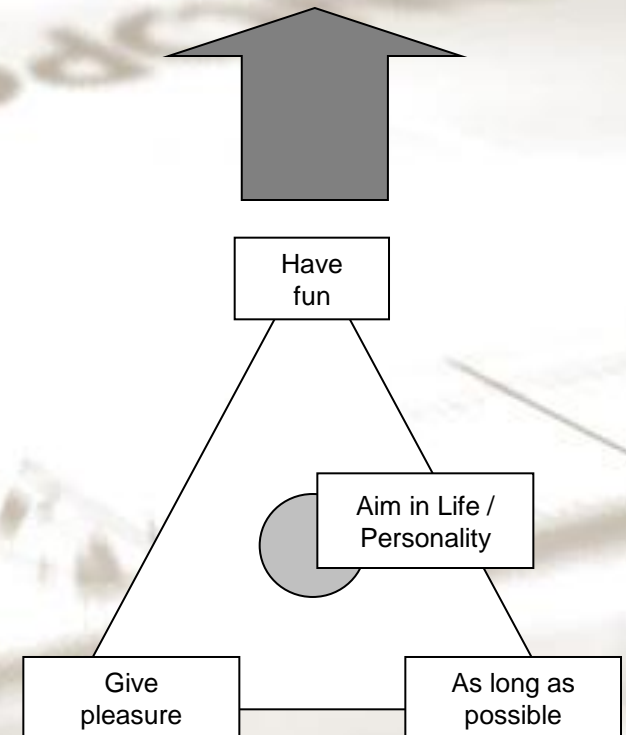 Have
fun
Aim in Life /
Personality
Give
pleasure
As long as
possible